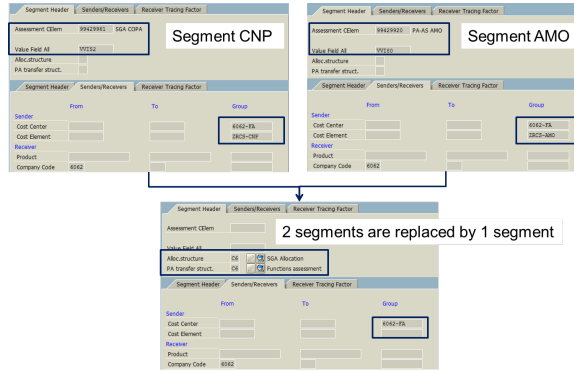 Segment Header Senders/Receivers Receiver Tracing Factor
Assessment CElem 99429961 SGA COPA
Segment CNP
Value Field All VVIS2
Alloc.structure
PA transfer struct.
Segment Header Senders/Receivers Receiver Tracing Factor
From To Group
Sender
Cost Center 6062-FA
Cost Element ZRCS-CNP
Receiver
Product
Company Code 6062
Segment Header Senders/Receivers Receiver Tracing Factor
Assessment CElem 99429920 PA-AS AMO
Segment AMO
Value Field All VVIS0
Alloc.structure
PA transfer struct.
Segment Header Senders/Receivers Receiver Tracing Factor
From To Group
Sender
Cost Center 6062-FA
Cost Element ZRCS-AMO
Receiver
Product
Company Code 6062
Segment Header Senders/Receivers Receiver Tracing Factor
Assessment CElem
2 segments are replaced by 1 segment
Value Field All
Alloc.structure C6 SGA Allocation
PA transfer struct. C6 Functions assessment
Segment Header Senders/Receivers Receiver Tracing Factor
From To Group
Sender
Cost Center 6062-FA
Cost Element
Receiver
Product
Company Code 6062